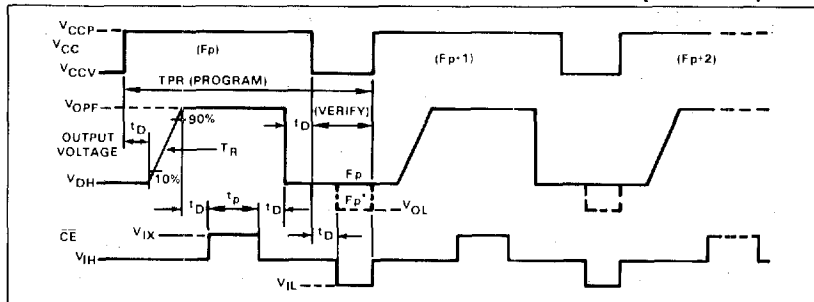 VCCP
VCC
(Fp)
(Fp+1)
(Fp+2)
VCCV
TPR (PROGRAM)
VOPF
tD
90%
tD
(VERIFY)
OUTPUT
VOLTAGE
TR
10%
Fp
VDH
tD
tp
tD
Fp*
VOL
tD
CE
VIX
VIH
VIL